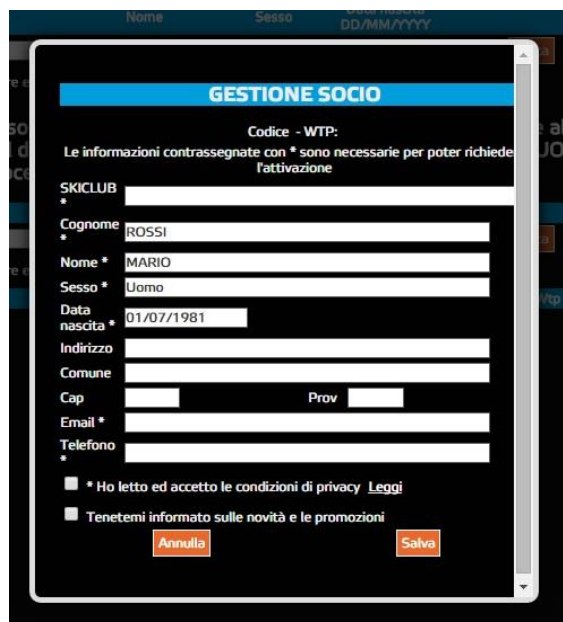 Nome Sesso Data nascita
DD/MM/YYYY
GESTIONE SOCIO
Codice - WTP:
Le informazioni contrassegnate con * sono necessarie per poter richiede
l'attivazione
SKICLUB
*
Cognome
* ROSSI
Nome * MARIO
Sesso * Uomo
Data
nascita * 01/07/1981
Indirizzo
Comune
Cap Prov
Email *
Telefono
*
* Ho letto ed accetto le condizioni di privacy Leggi
Tenetemi informato sulle novità e le promozioni
Annulla Salva